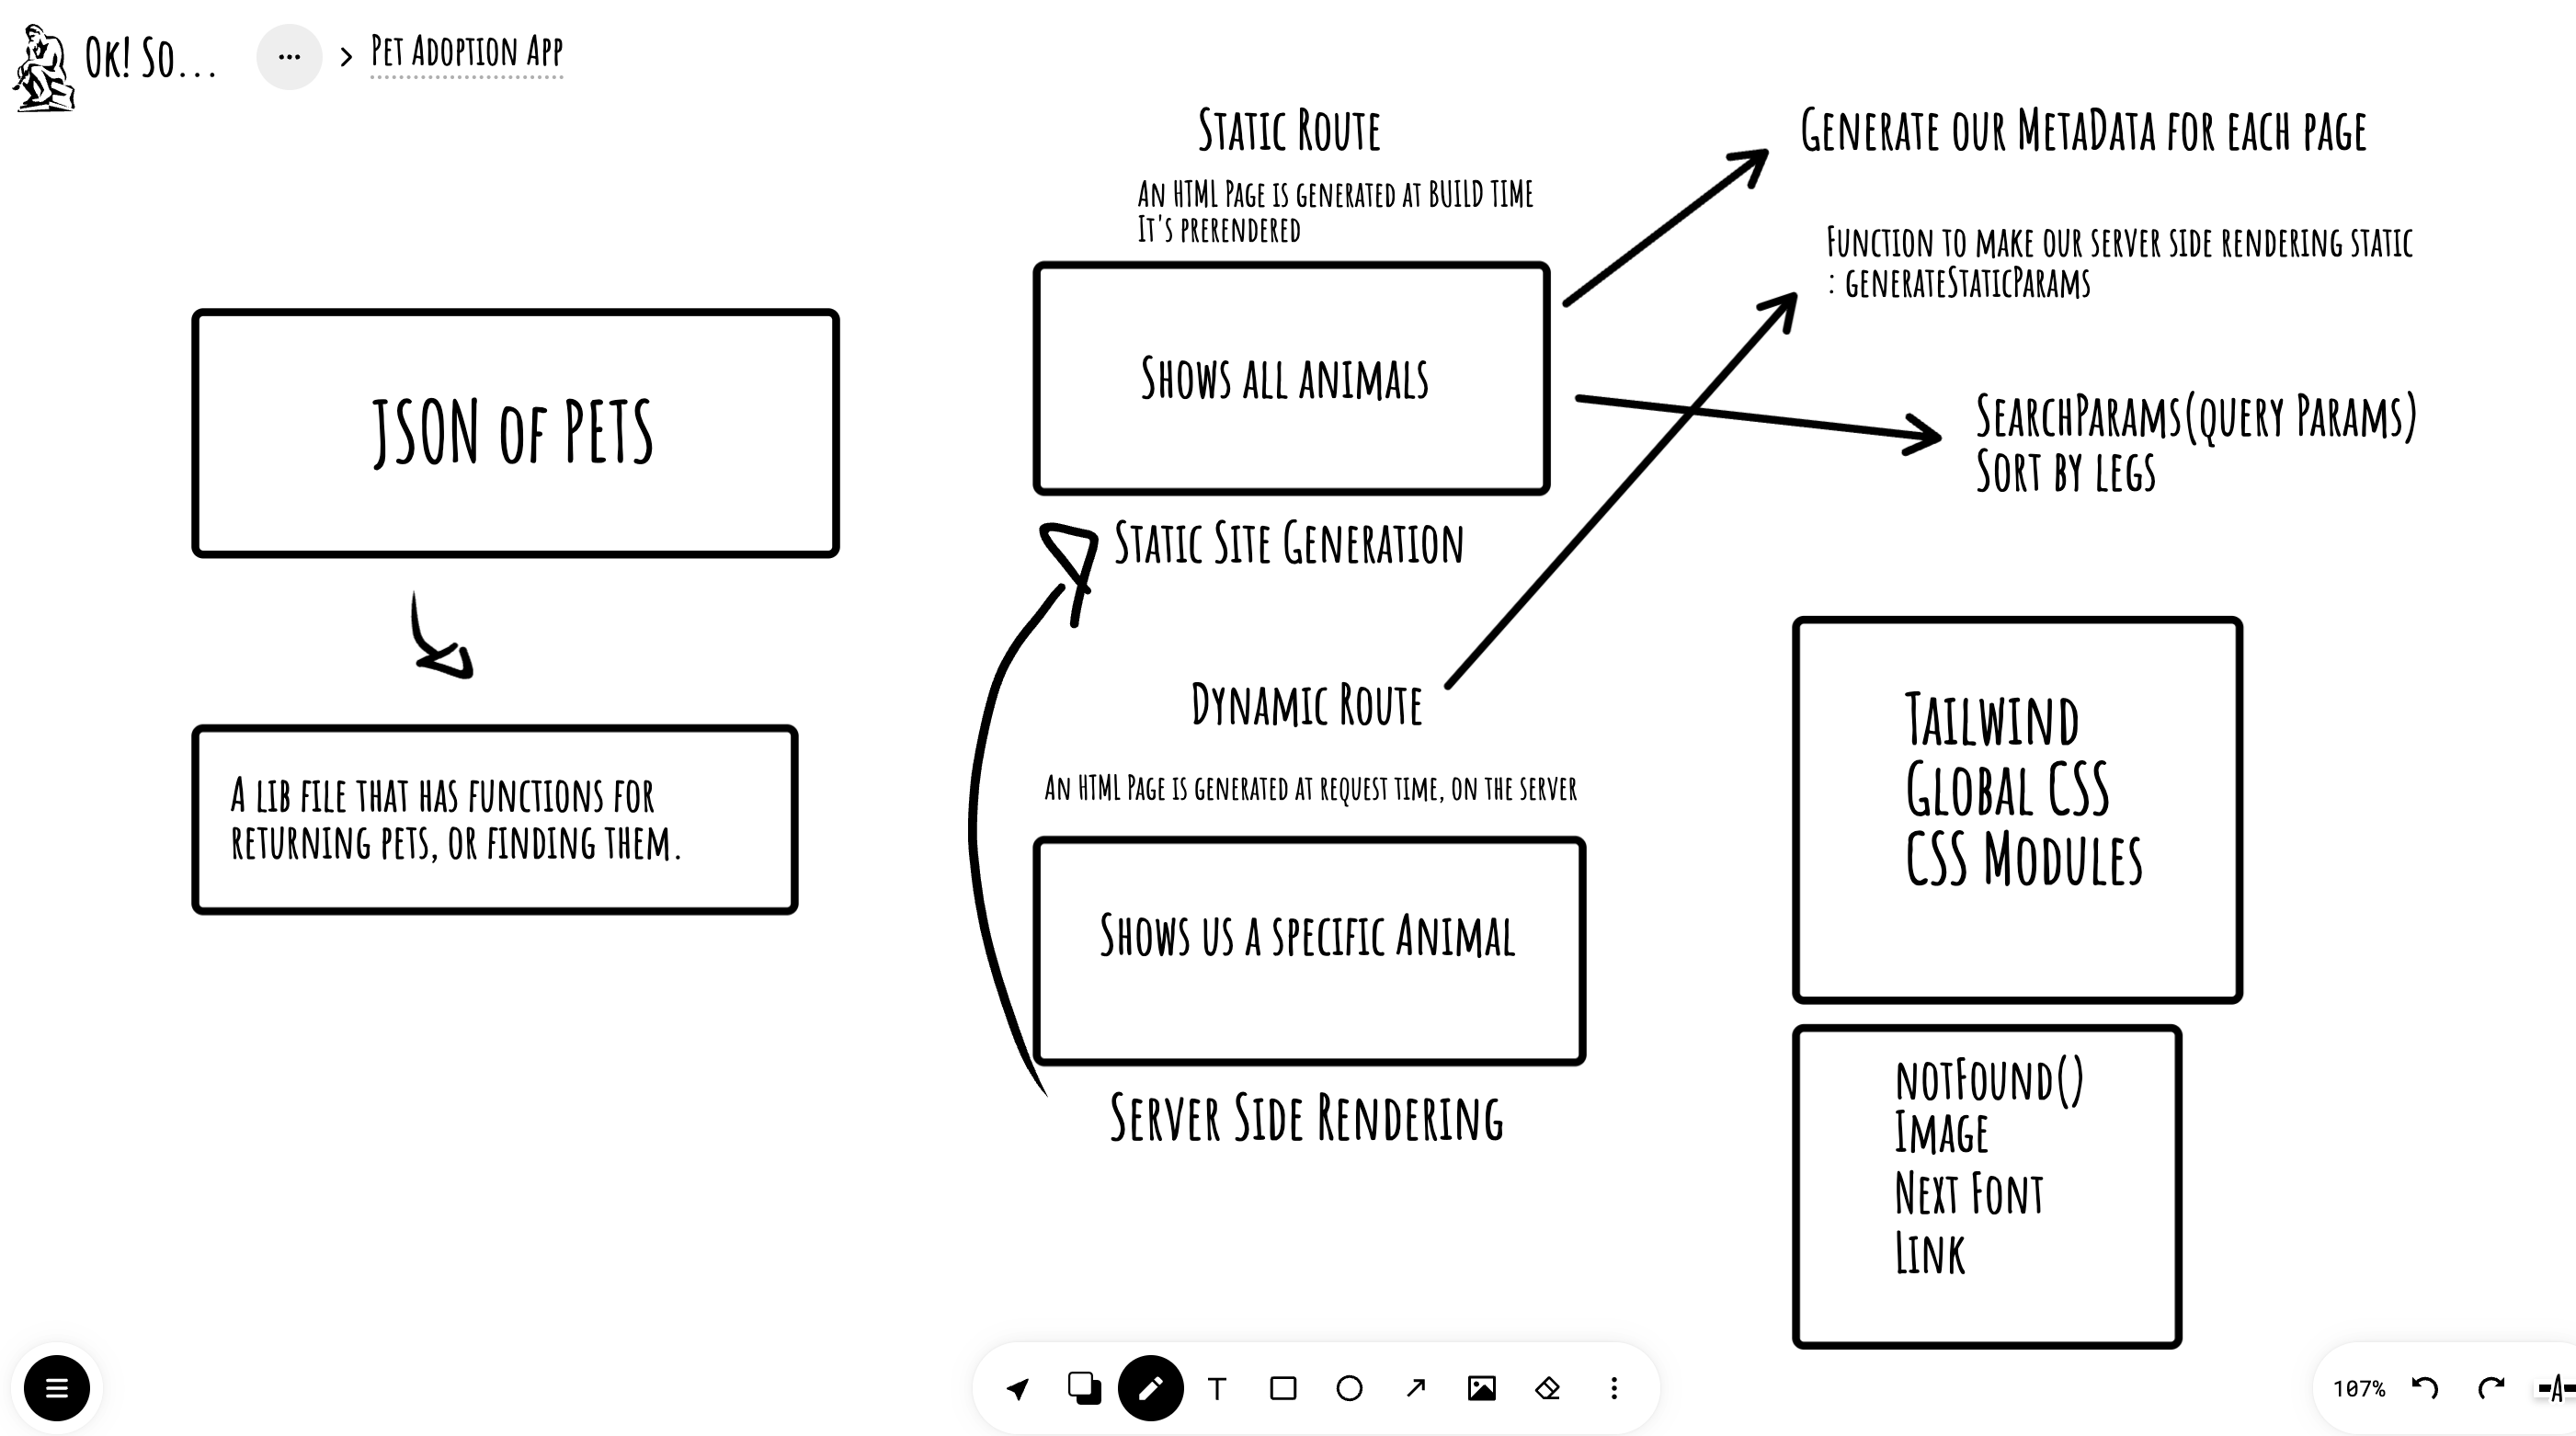 Ok! So...
Pet Adoption App
JSON of PETS
A lib file that has functions for
returning pets, or finding them.
Static Route
An HTML Page is generated at BUILD TIME
It's prerendered
Shows all animals
Static Site Generation
Dynamic Route
An HTML Page is generated at request time, on the server
Shows us a specific Animal
Server Side Rendering
Generate our MetaData for each page
Function to make our server side rendering static
: generateStaticParams
SearchParams(query Params)
Sort by legs
Tailwind
Global CSS
CSS Modules
notFound()
Image
Next Font
Link
T
107%
A